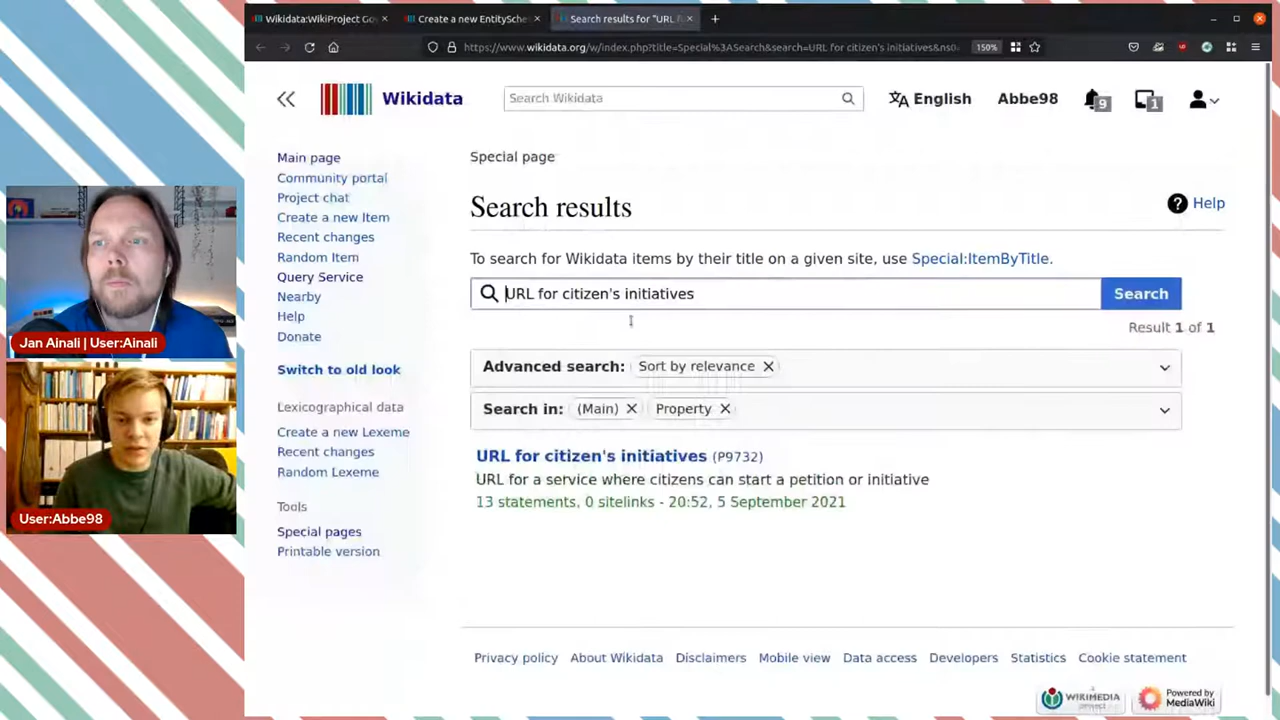 Wikidata:WikiProject Gov
Create a new EntitySche
Search results for "URL f
https://www.wikidata.org/w/index.php?title=Special%3ASearch&search=URL for citizen's initiatives&ns0
150%
Wikidata
Search Wikidata
English
Abbe98
9
1
Main page
Community portal
Project chat
Create a new Item
Recent changes
Random Item
Query Service
Nearby
Help
Donate
Switch to old look
Lexicographical data
Create a new Lexeme
Recent changes
Random Lexeme
Tools
Special pages
Printable version
Special page
Search results
Help
To search for Wikidata items by their title on a given site, use Special:ItemByTitle.
URL for citizen's initiatives
Search
Result 1 of 1
Advanced search: Sort by relevance
Search in: (Main) Property
URL for citizen's initiatives (P9732)
URL for a service where citizens can start a petition or initiative
13 statements, 0 sitelinks - 20:52, 5 September 2021
Privacy policy About Wikidata Disclaimers Mobile view Data access Developers Statistics Cookie statement
WIKIMEDIA
project
Powered by
MediaWiki
Jan Ainali | User:Ainali
User:Abbe98